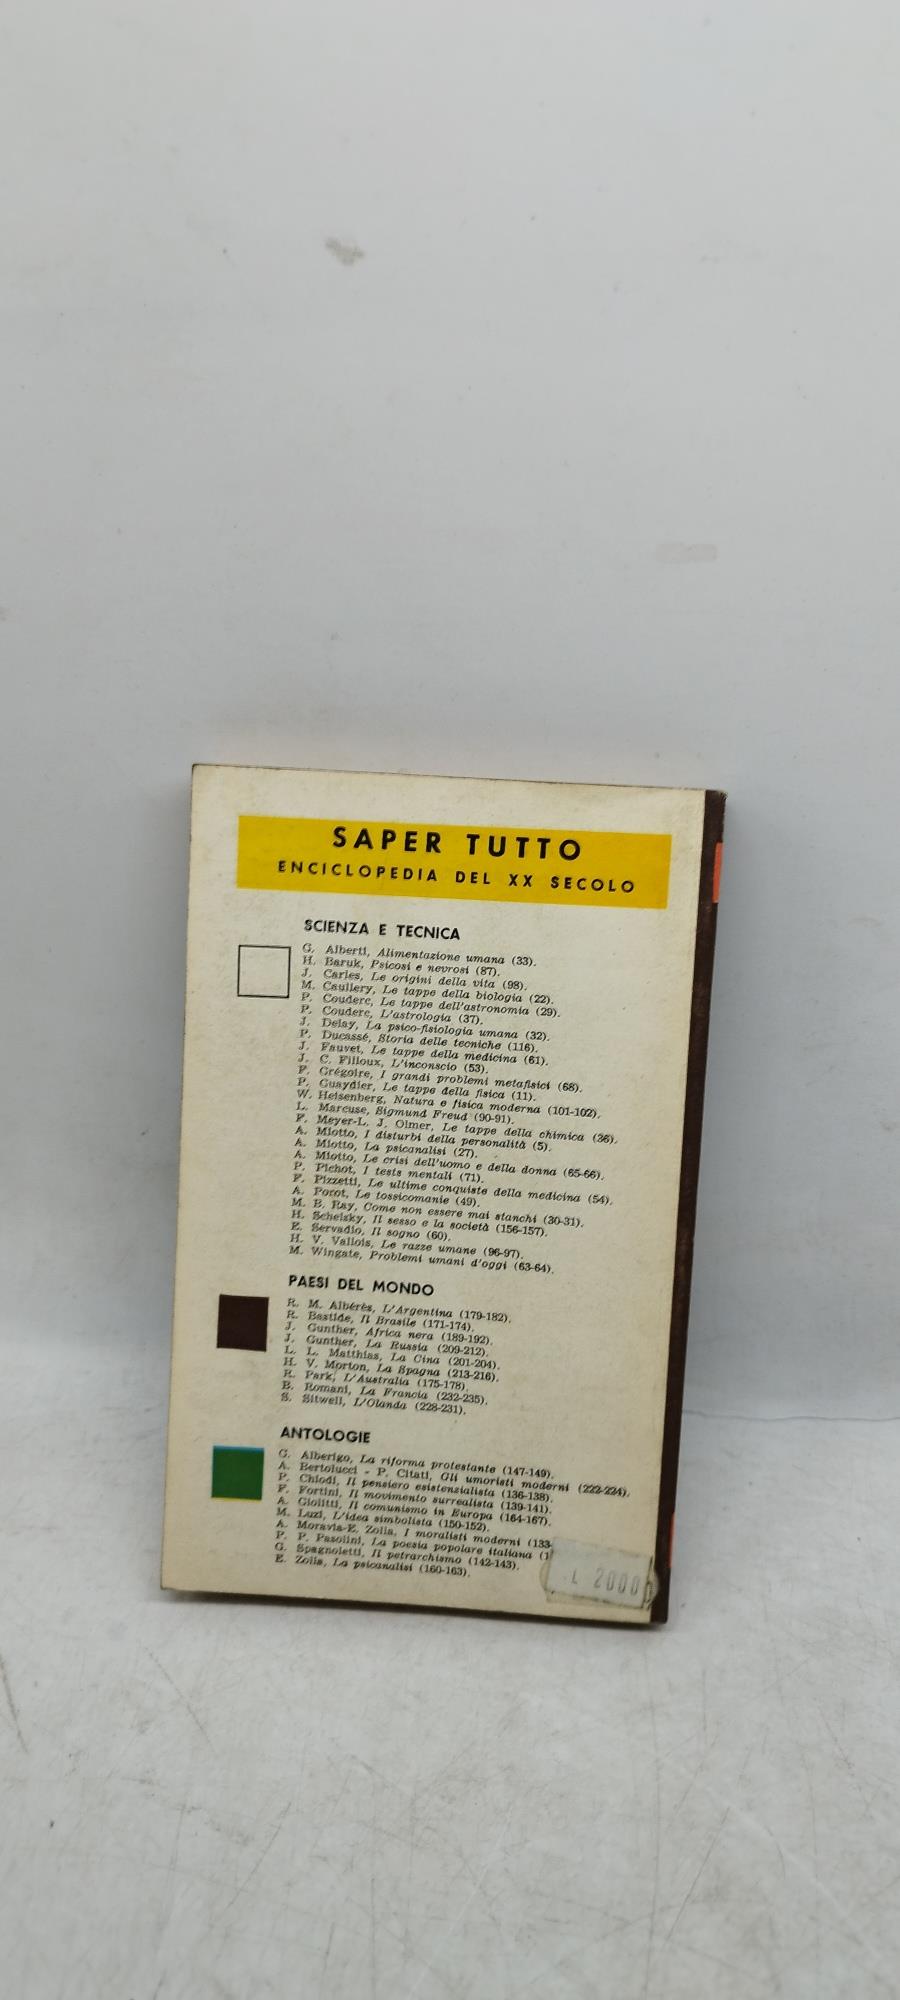 SAPER TUTTO
ENCICLOPEDIA DEL XX SECOLO
SCIENZA E TECNICA
G. Alberti, Alimentazione umana (33).
H. Baruk, Psicosi e nevrosi (87).
J. Carles, Le origini della vita (98).
M. Caullery, Le tappe della biologia (22).
P. Couderc, Le tappe dell'astronomia (29).
P. Couderc, L'astrologia (37).
J. Delay, La psico-fisiologia umana (32).
P. Ducassé, Storia delle tecniche (116).
J. Fauvet, Le tappe della medicina (61).
J. C. Filloux, L'inconscio (53).
F. Grégoire, I grandi problemi metafisici (68).
P. Guaydier, Le tappe della fisica (11).
W. Heisenberg, Natura e fisica moderna (101-102).
L. Marcuse, Sigmund Freud (90-91).
F. Meyer-L. J. Olmer, Le tappe della chimica (36).
A. Miotto, I disturbi della personalità (5).
A. Miotto, La psicanalisi (27).
A. Miotto, Le crisi dell'uomo e della donna (65-66).
P. Pichot, I tests mentali (71).
F. Pizzetti, Le ultime conquiste della medicina (54).
A. Porot, Le tossicomanie (49).
M. B. Ray, Come non essere mai stanchi (30-31).
H. Schelsky, Il sesso e la società (156-157).
E. Servadio, Il sogno (60).
H. V. Vallois, Le razze umane (96-97).
M. Wingate, Problemi umani d'oggi (63-64).
PAESI DEL MONDO
R. M. Albérès, L'Argentina (179-182).
R. Bastide, Il Brasile (171-174).
J. Gunther, Africa nera (189-192).
J. Gunther, La Russia (209-212).
L. L. Matthias, La Cina (201-204).
H. V. Morton, La Spagna (213-216).
R. Park, L'Australia (175-178).
B. Romani, La Francia (232-235).
S. Sitwell, L'Olanda (228-231).
ANTOLOGIE
G. Alberigo, La riforma protestante (147-149).
A. Bertolucci - P. Citati, Gli umoristi moderni (222-224).
P. Chiodi, Il pensiero esistenzialista (136-138).
F. Fortini, Il movimento surrealista (139-141).
A. Giolitti, Il comunismo in Europa (164-167).
M. Luzi, L'idea simbolista (150-152).
A. Moravia-E. Zolla, I moralisti moderni (133-
P. P. Pasolini, La poesia popolare italiana (1
G. Spagnoletti, Il petrarchismo (142-143).
E. Zolla, La psicanalisi (160-163).
L 2000